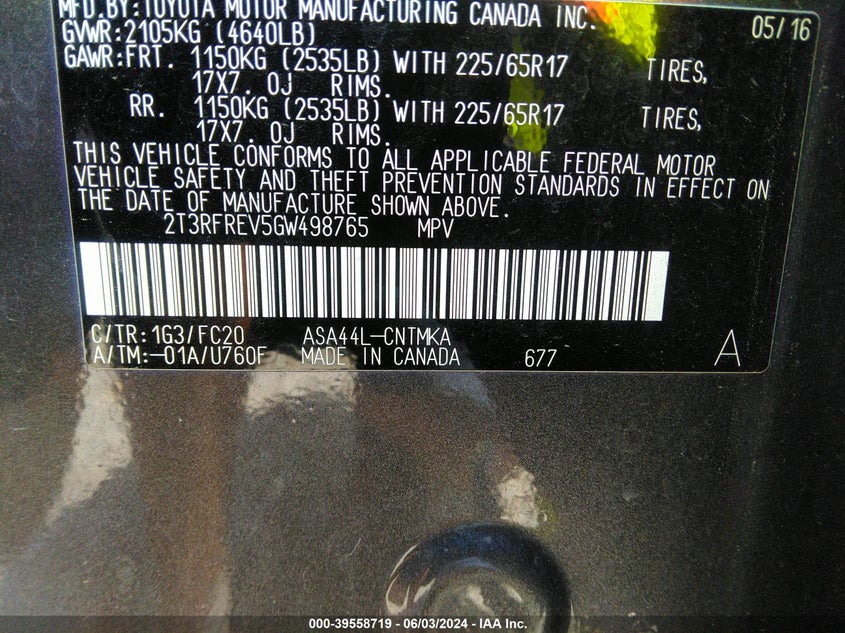 MFD.BY:TOYOTA MOTOR MANUFACTURING CANADA INC.
05/16
GVWR:2105KG (4640LB)
GAWR:FRT. 1150KG (2535LB) WITH 225/65R17 TIRES,
17X7. 0J RIMS.
RR. 1150KG (2535LB) WITH 225/65R17 TIRES,
17X7. 0J RIMS.
THIS VEHICLE CONFORMS TO ALL APPLICABLE FEDERAL MOTOR
VEHICLE SAFETY AND THEFT PREVENTION STANDARDS IN EFFECT ON
THE DATE OF MANUFACTURE SHOWN ABOVE.
2T3RFREV5GW498765 MPV
C/TR:1G3/FC20 ASA44L-CNTMKA
A/TM:-01A/U760F MADE IN CANADA 677 A
000-39558719 - 06/03/2024 - IAA Inc.